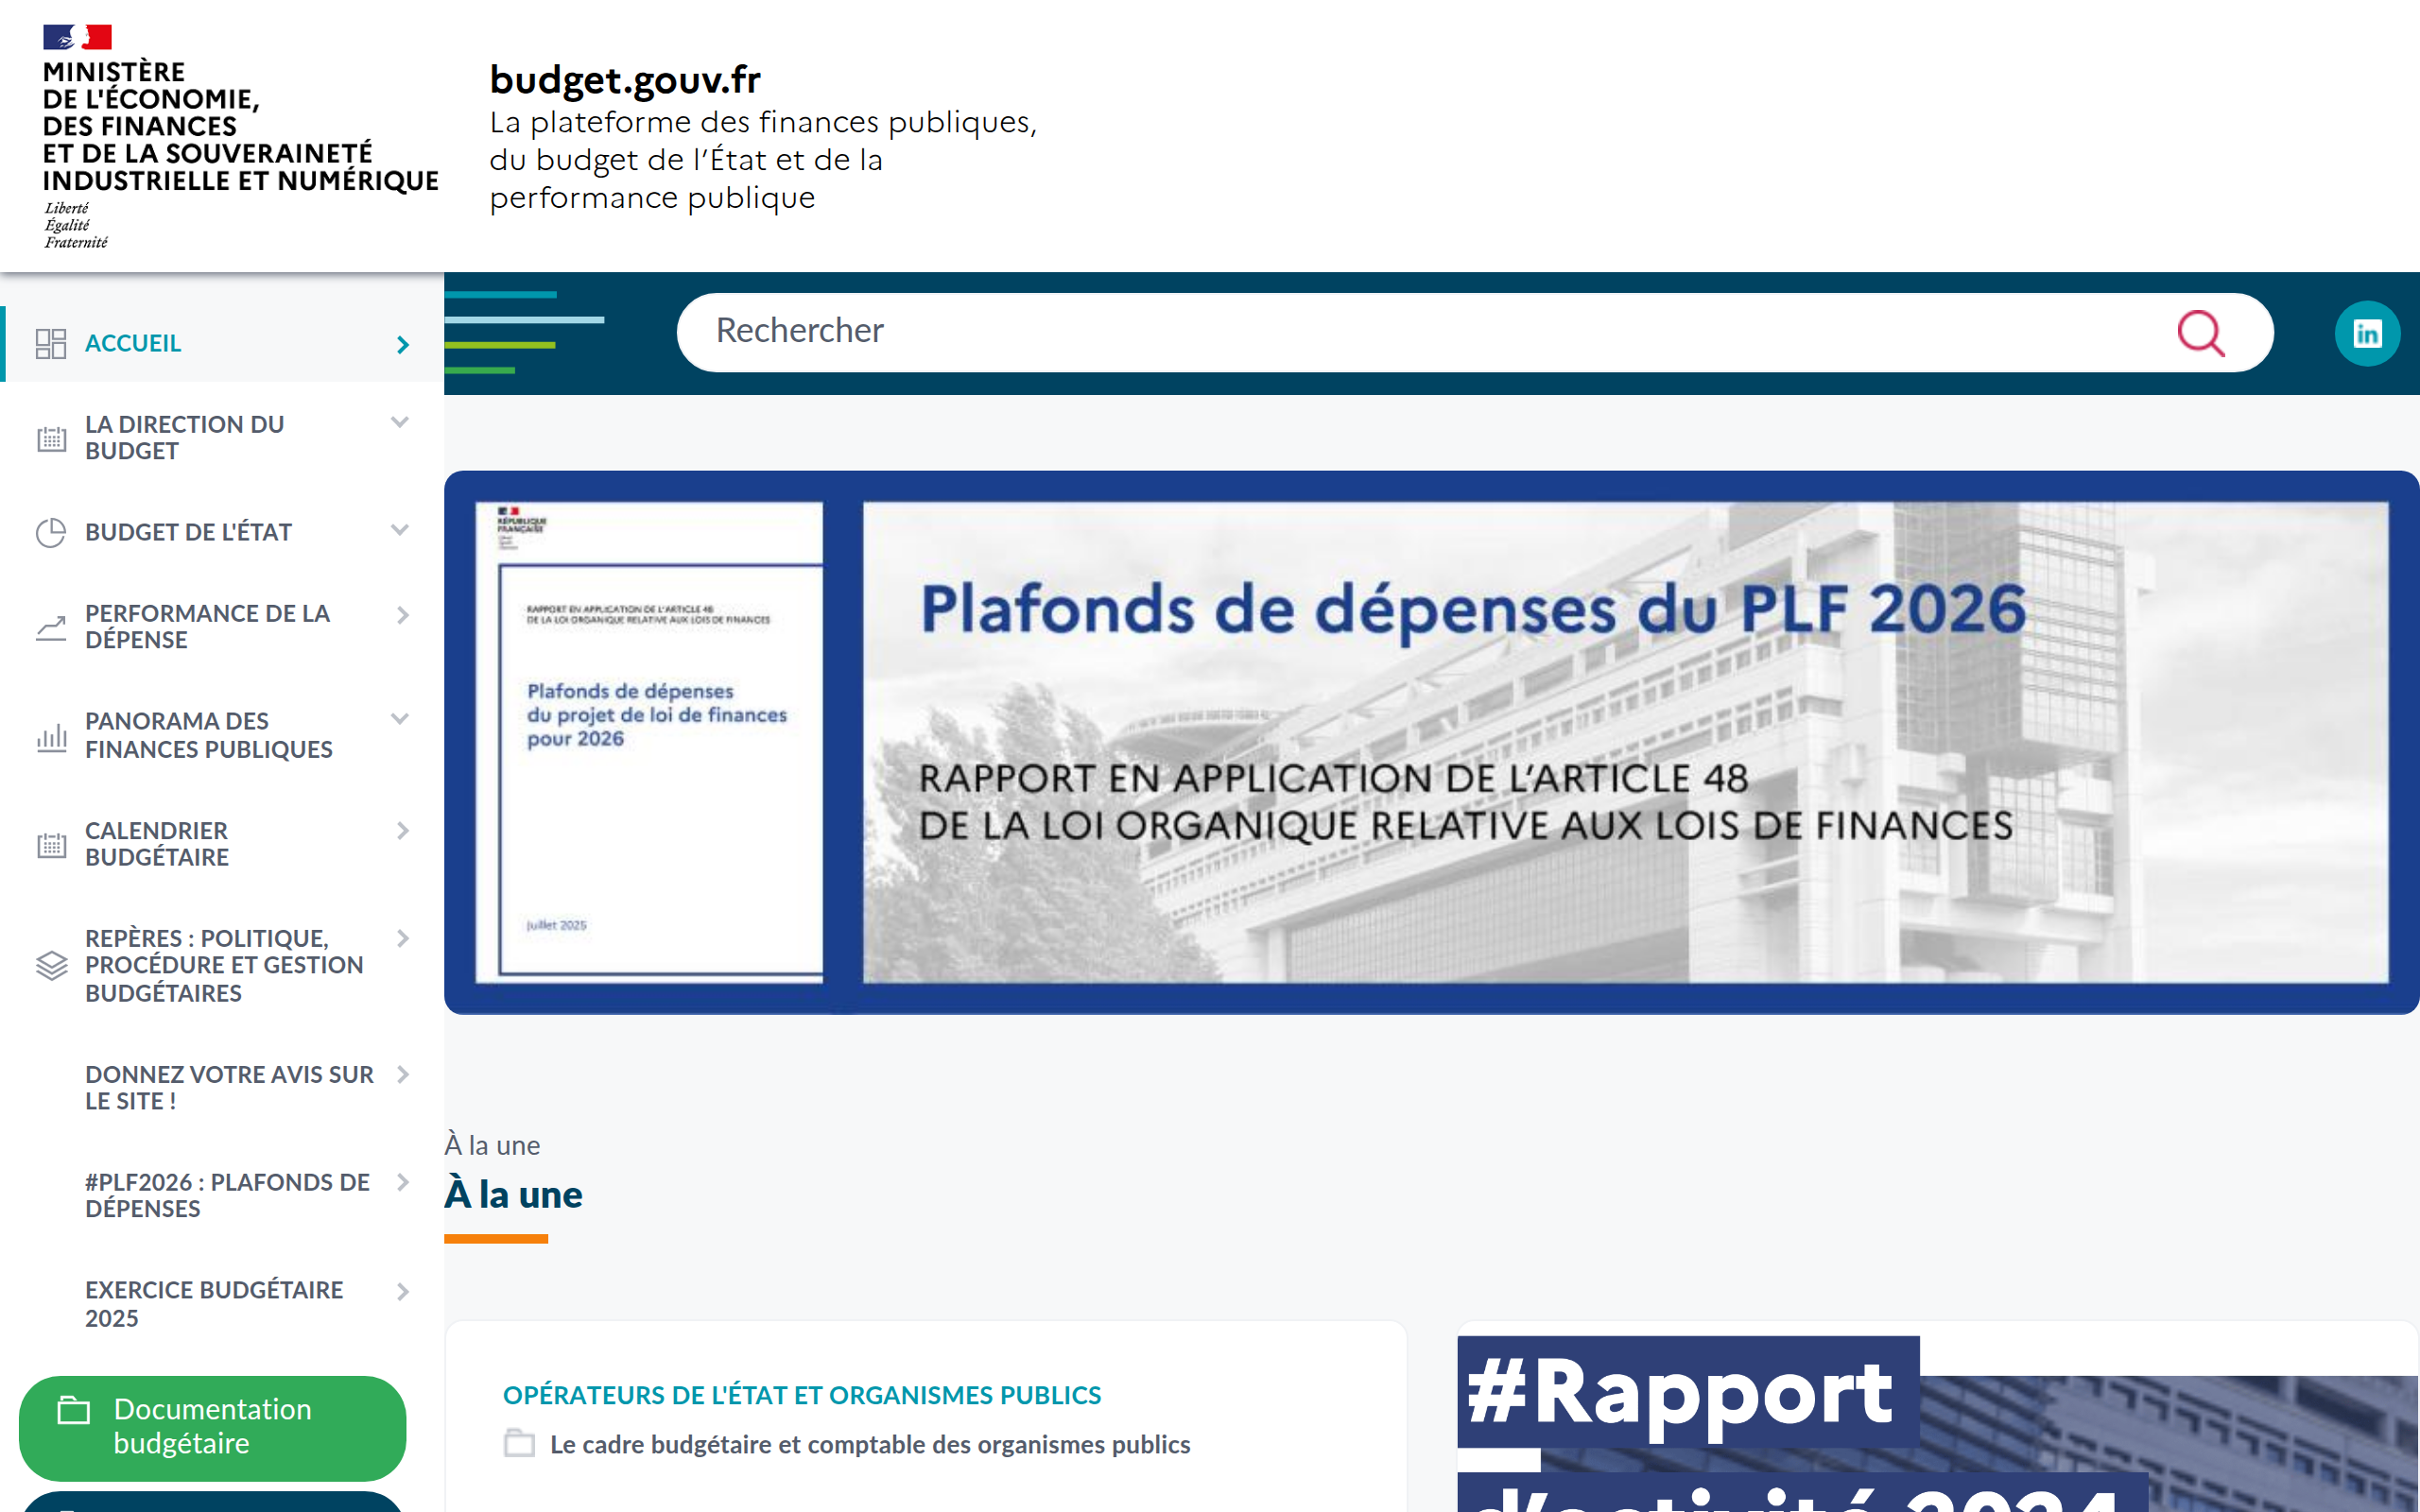 MINISTÈRE
DE L'ÉCONOMIE,
DES FINANCES
ET DE LA SOUVERAINETÉ
INDUSTRIELLE ET NUMÉRIQUE
Liberté
Égalité
Fraternité
budget.gouv.fr
La plateforme des finances publiques,
du budget de l'État et de la
performance publique
Rechercher
in
ACCUEIL
LA DIRECTION DU
BUDGET
BUDGET DE L'ÉTAT
PERFORMANCE DE LA
DÉPENSE
PANORAMA DES
FINANCES PUBLIQUES
CALENDRIER
BUDGÉTAIRE
REPÈRES : POLITIQUE,
PROCÉDURE ET GESTION
BUDGÉTAIRES
DONNEZ VOTRE AVIS SUR
LE SITE !
#PLF2026 : PLAFONDS DE
DÉPENSES
EXERCICE BUDGÉTAIRE
2025
Documentation
budgétaire
RÉPUBLIQUE
FRANÇAISE
RAPPORT EN APPLICATION DE L'ARTICLE 48
DE LA LOI ORGANIQUE RELATIVE AUX LOIS DE FINANCES
Plafonds de dépenses
du projet de loi de finances
pour 2026
Juillet 2025
Plafonds de dépenses du PLF 2026
RAPPORT EN APPLICATION DE L'ARTICLE 48
DE LA LOI ORGANIQUE RELATIVE AUX LOIS DE FINANCES
À la une
À la une
OPÉRATEURS DE L'ÉTAT ET ORGANISMES PUBLICS
Le cadre budgétaire et comptable des organismes publics
#Rapport
d'activité 2024